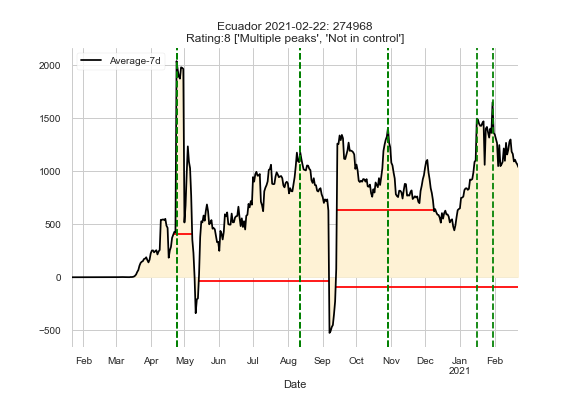 Ecuador 2021-02-22: 274968
Rating:8 ['Multiple peaks', 'Not in control']
Average-7d
2000
1500
1000
500
0
−500
Feb Mar Apr May Jun Jul Aug Sep Oct Nov Dec Jan Feb
2021
Date